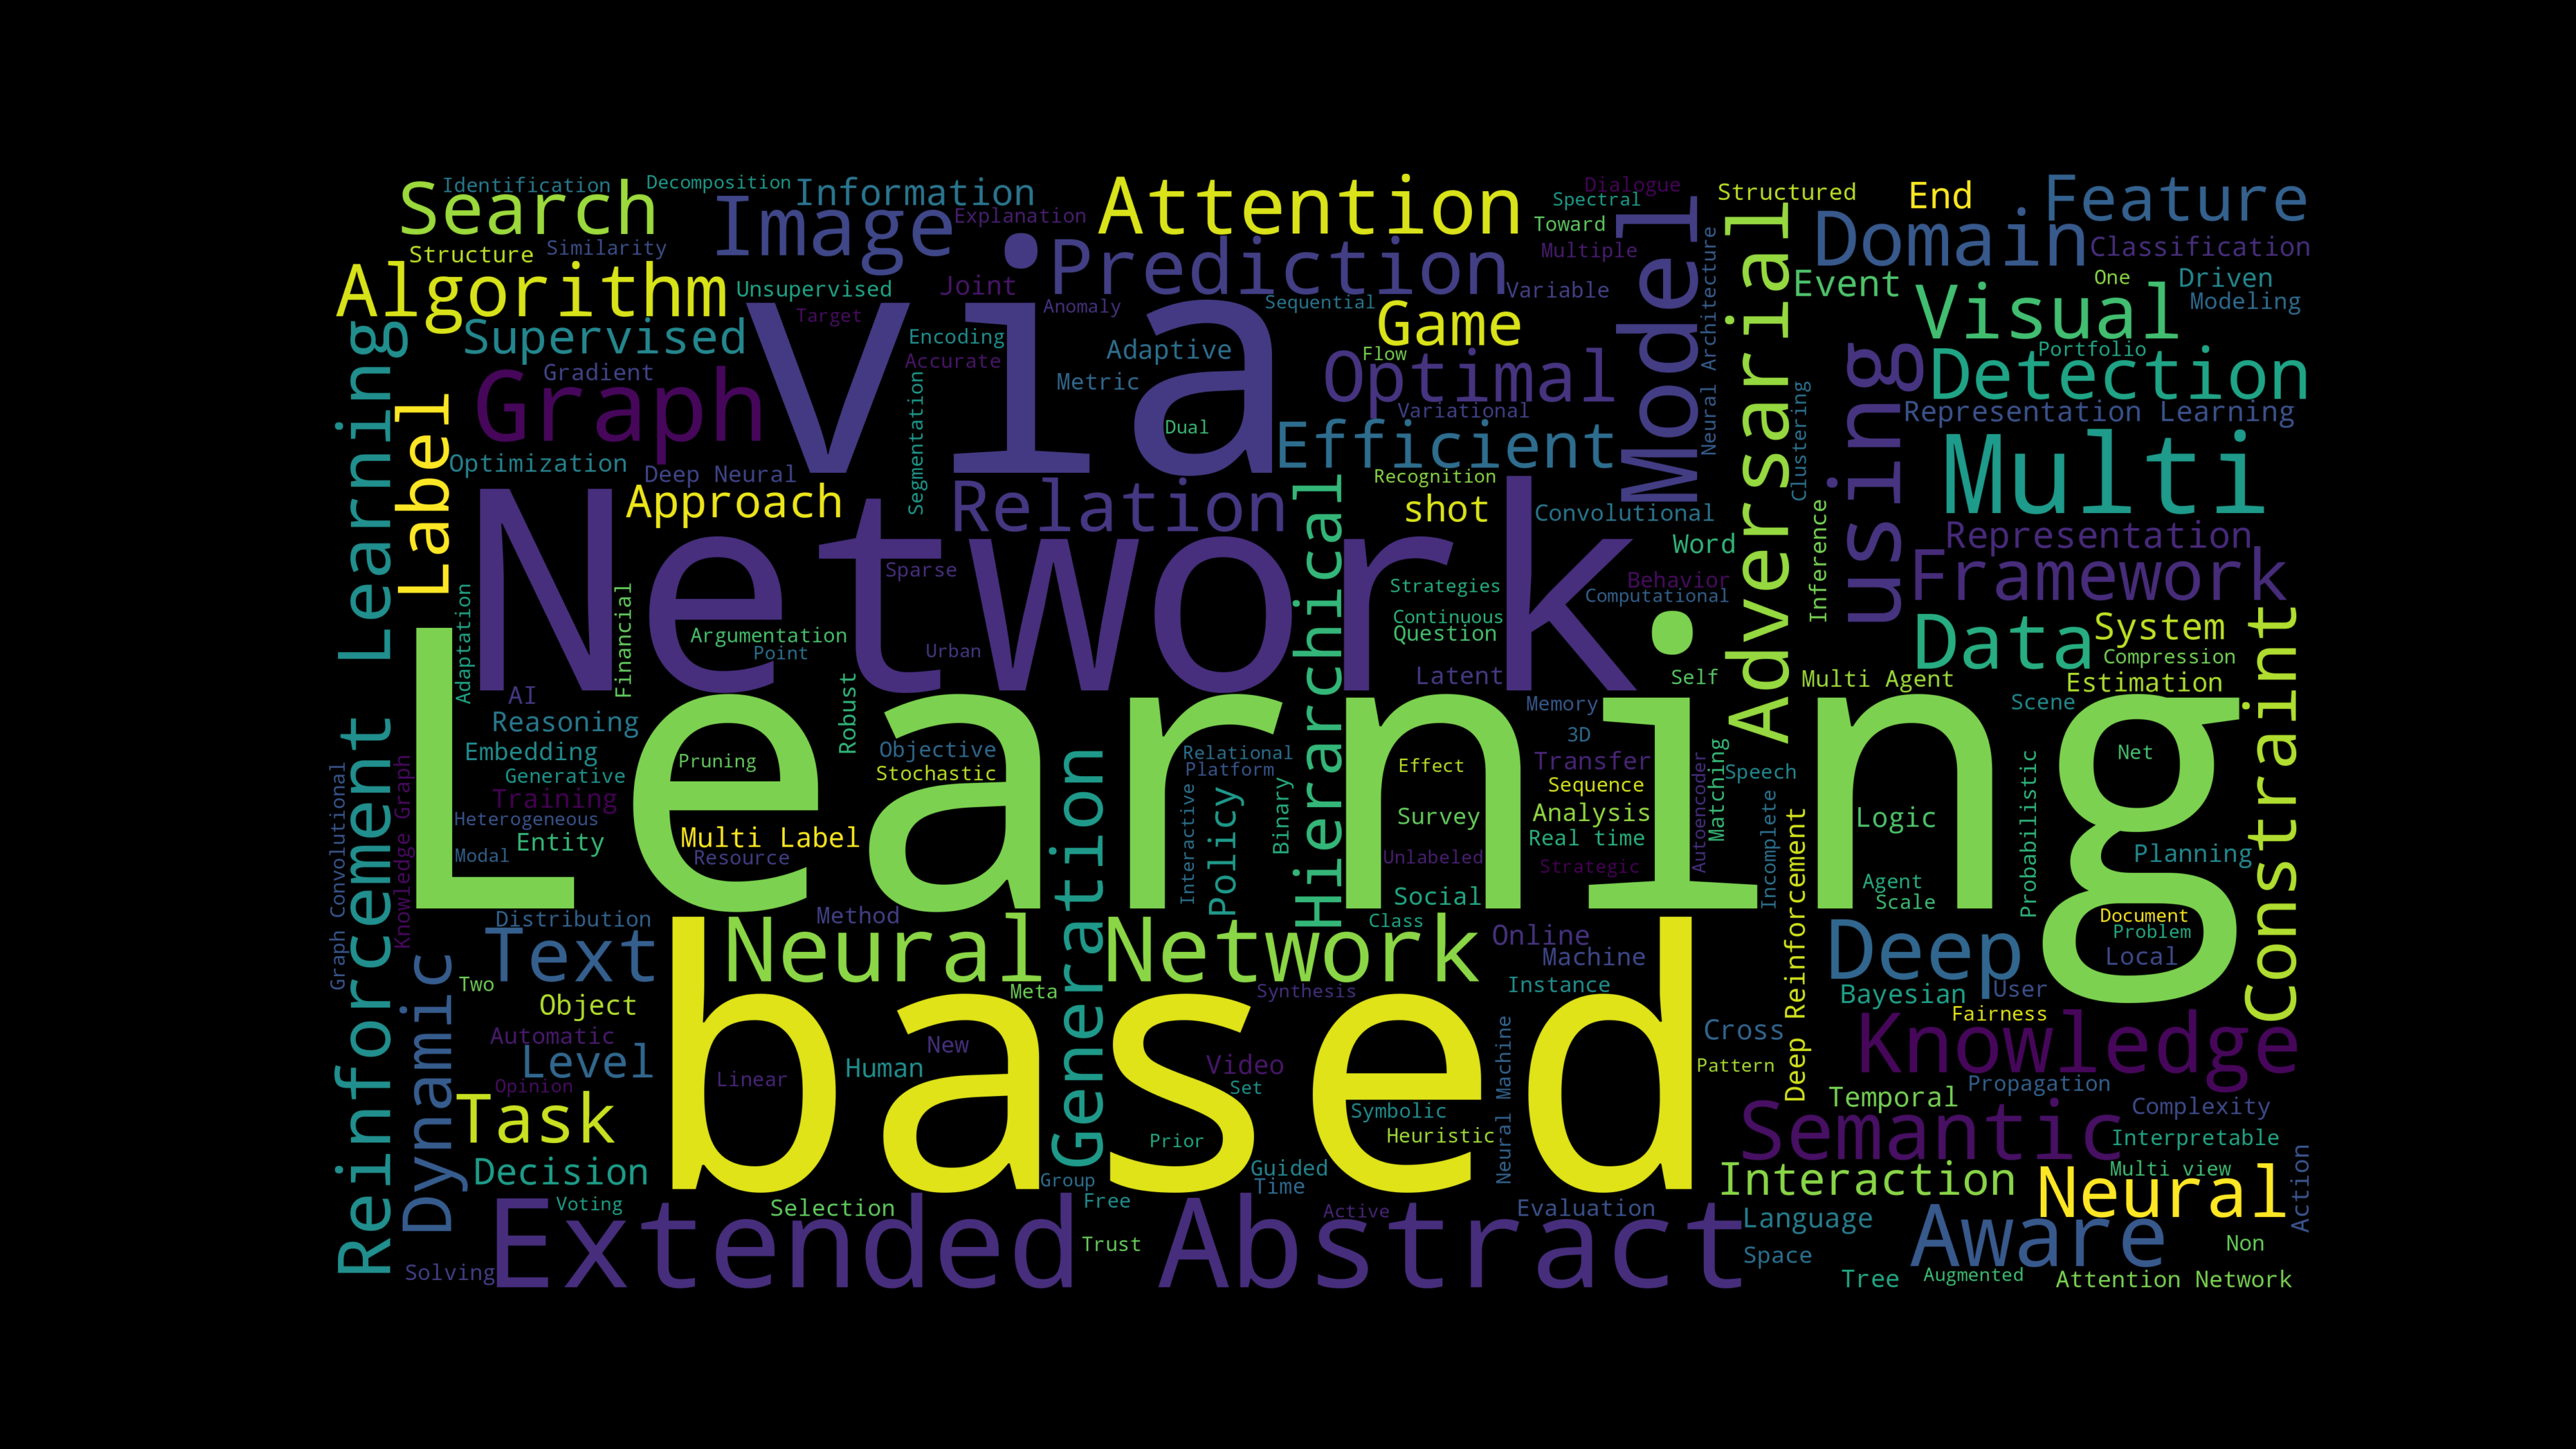 Identification
Decomposition
Information
Search
Image
Explanation
Attention
Spectral
Dialogue
Toward
Multiple
Model
Structured
End
Feature
Domain
Classification
Structure
Similarity
Prediction
Neural Architecture
Adversarial
Event
One
Driven
Modeling
Visual
Algorithm
Unsupervised
Joint
Anomaly
Sequential
Variable
Target
Game
Supervised
Encoding
Accurate
Adaptive
Flow
Portfolio
Detection
Graph
Gradient
via
Metric
Optimal
Variational
Clustering
using
Representation Learning
Reinforcement Learning
Label
Segmentation
Dual
Efficient
Multi
Optimization
Deep Neural
Recognition
Approach
Relation
Hierarchical
shot
Convolutional
Inference
Representation
Network
Word
Sparse
Strategies
Behavior
Computational
Framework
Adaptation
Financial
Argumentation
Point
Urban
Continuous
Question
Data
System
Compression
Constraint
AI
Robust
Latent
Self
Multi Agent
Estimation
Learning
Reasoning
Memory
Scene
Embedding
Pruning
Objective
Stochastic
Relational
Platform
3D
Effect
Transfer
Autoencoder
Matching
Speech
Net
Generative
Training
Sequence
Incomplete
Deep Reinforcement
Probabilistic
Graph Convolutional
Knowledge Graph
Heterogeneous
Entity
Modal
Multi Label
Resource
Generation
Interactive
Policy
Binary
Survey
Analysis
Real time
Logic
Unlabeled
Strategic
Planning
Social
Agent
Scale
Distribution
Method
Class
Document
Problem
Local
Text
Neural Network
Online
Machine
Deep
Dynamic
Two
Object
Meta
Synthesis
Instance
Bayesian
User
Fairness
based
Automatic
Level
New
Human
Video
Neural Machine
Cross
Pattern
Knowledge
Opinion
Linear
Set
Propagation
Task
Symbolic
Temporal
Complexity
Heuristic
Semantic
Prior
Interpretable
Decision
Guided
Time
Group
Interaction
Multi view
Neural
Action
Voting
Selection
Free
Active
Evaluation
Language
Aware
Extended Abstract
Trust
Space
Non
Solving
Tree
Augmented
Attention Network